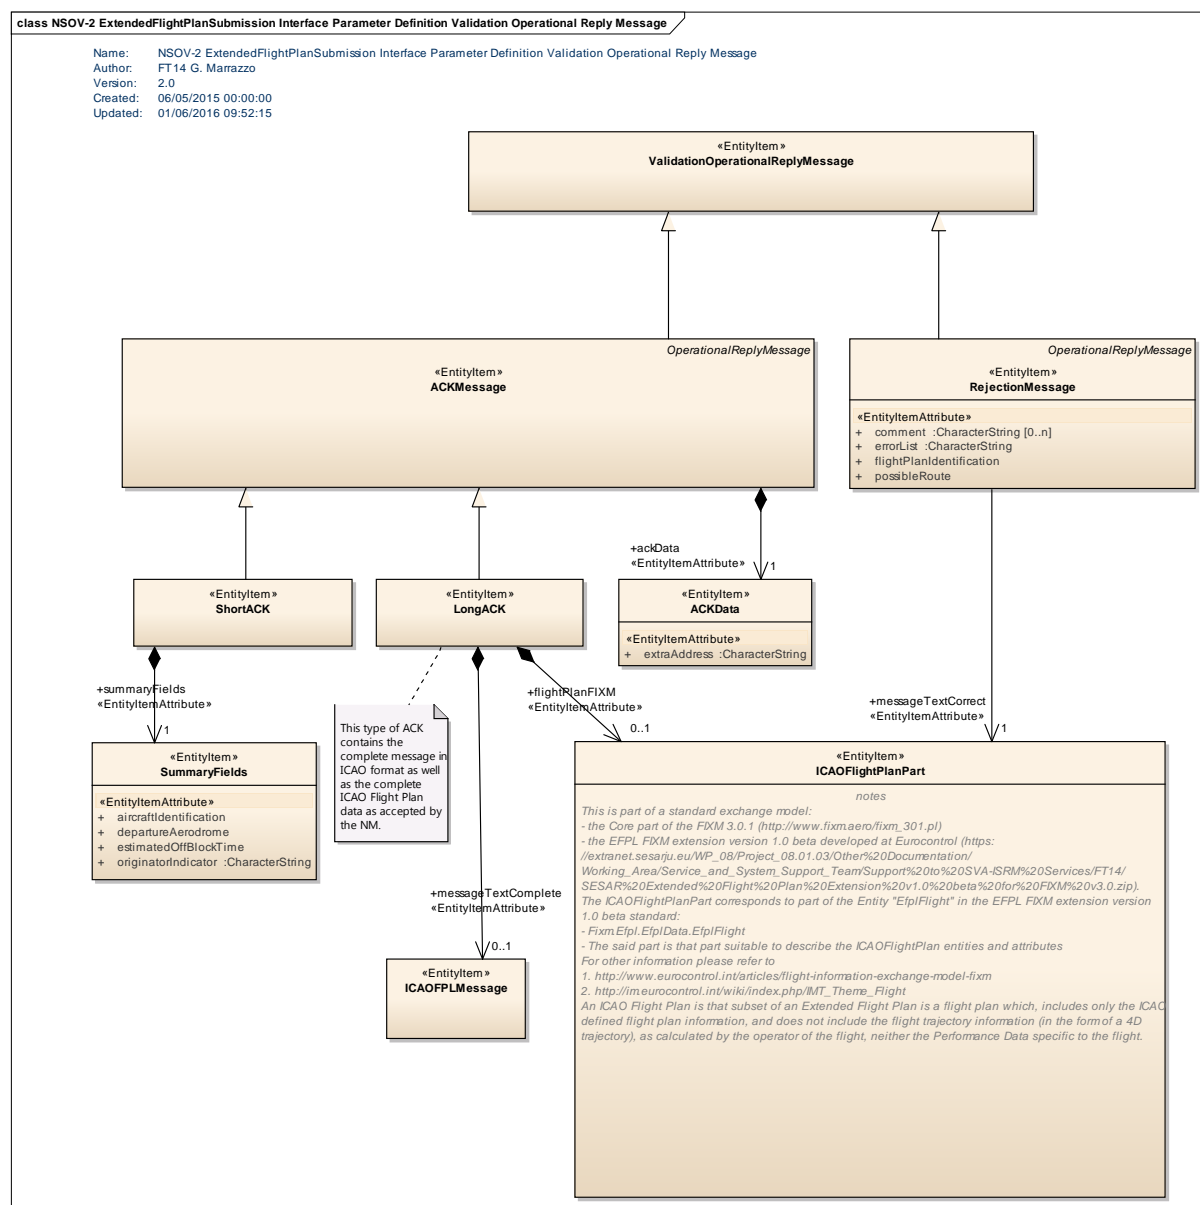 class NSOV-2 ExtendedFlightPlanSubmission Interface Parameter Definition Validation Operational Reply Message
Name: NSOV-2 ExtendedFlightPlanSubmission Interface Parameter Definition Validation Operational Reply Message
Author: FT14 G. Marrazzo
Version: 2.0
Created: 06/05/2015 00:00:00
Updated: 01/06/2016 09:52:15
«EntityItem»
ValidationOperationalReplyMessage
OperationalReplyMessage
«EntityItem»
ACKMessage
OperationalReplyMessage
«EntityItem»
RejectionMessage
«EntityItemAttribute»
+ comment :CharacterString [0..n]
+ errorList :CharacterString
+ flightPlanIdentification
+ possibleRoute
+ackData
«EntityItemAttribute»
1
«EntityItem»
ShortACK
«EntityItem»
LongACK
«EntityItem»
ACKData
«EntityItemAttribute»
+ extraAddress :CharacterString
+summaryFields
«EntityItemAttribute»
1
+flightPlanFIXM
«EntityItemAttribute»
0..1
+messageTextCorrect
«EntityItemAttribute»
1
This type of ACK
contains the
complete message in
ICAO format as well
as the complete
ICAO Flight Plan
data as accepted by
the NM.
«EntityItem»
SummaryFields
«EntityItemAttribute»
+ aircraftIdentification
+ departureAerodrome
+ estimatedOffBlockTime
+ originatorIndicator :CharacterString
+messageTextComplete
«EntityItemAttribute»
0..1
«EntityItem»
ICAOFPLMessage
«EntityItem»
ICAOFlightPlanPart
notes
This is part of a standard exchange model:
- the Core part of the FIXM 3.0.1 (http://www.fixm.aero/fixm_301.pl)
- the EFPL FIXM extension version 1.0 beta developed at Eurocontrol (https:
//extranet.sesarju.eu/WP_08/Project_08.01.03/Other%20Documentation/
Working_Area/Service_and_System_Support_Team/Support%20to%20SVA-ISRM%20Services/FT14/
SESAR%20Extended%20Flight%20Plan%20Extension%20v1.0%20beta%20for%20FIXM%20v3.0.zip).
The ICAOFlightPlanPart corresponds to part of the Entity "EfplFlight" in the EFPL FIXM extension version
1.0 beta standard:
- Fixm.Efpl.EfplData.EfplFlight
- The said part is that part suitable to describe the ICAOFlightPlan entities and attributes
For other information please refer to
1. http://www.eurocontrol.int/articles/flight-information-exchange-model-fixm
2. http://im.eurocontrol.int/wiki/index.php/IMT_Theme_Flight
An ICAO Flight Plan is that subset of an Extended Flight Plan is a flight plan which, includes only the ICAO
defined flight plan information, and does not include the flight trajectory information (in the form of a 4D
trajectory), as calculated by the operator of the flight, neither the Performance Data specific to the flight.